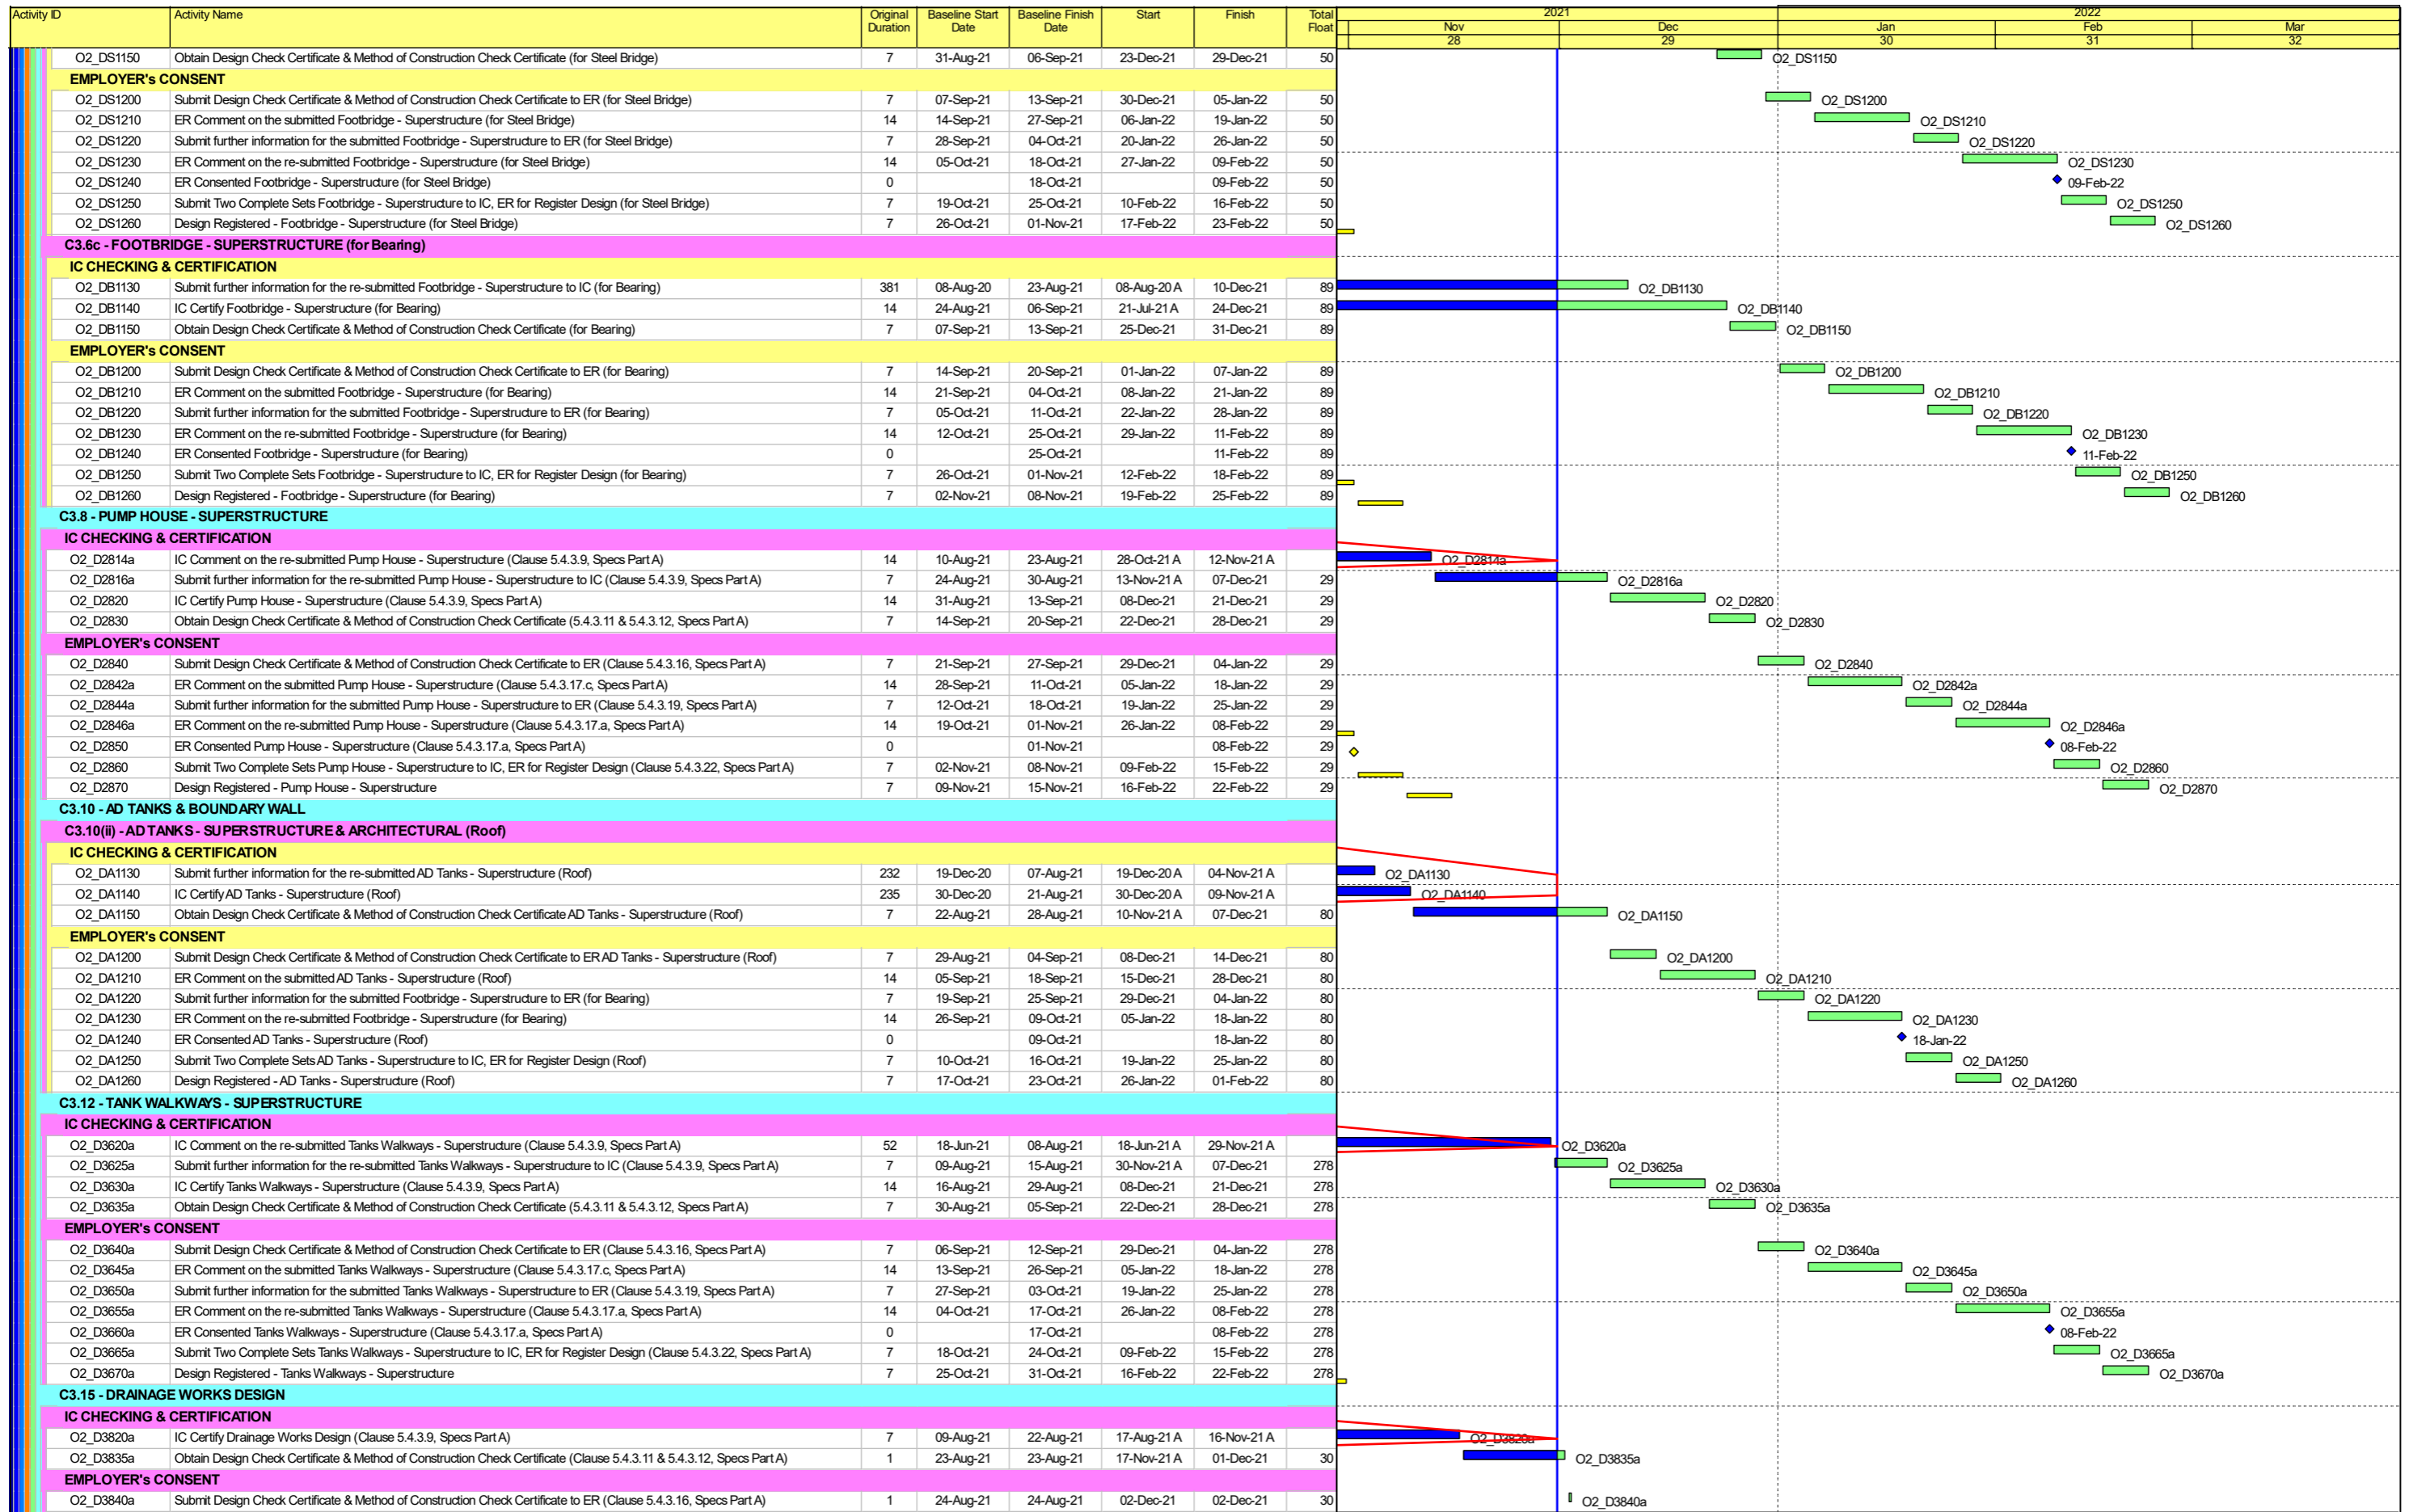 Activity ID Activity Name Original Duration Baseline Start Date Baseline Finish Date Start Finish Total Float 2021 2022
Nov Dec Jan Feb Mar
28 29 30 31 32
O2_DS1150 Obtain Design Check Certificate & Method of Construction Check Certificate (for Steel Bridge) 7 31-Aug-21 06-Sep-21 23-Dec-21 29-Dec-21 50 O2_DS1150
EMPLOYER's CONSENT
O2_DS1200 Submit Design Check Certificate & Method of Construction Check Certificate to ER (for Steel Bridge) 7 07-Sep-21 13-Sep-21 30-Dec-21 05-Jan-22 50 O2_DS1200
O2_DS1210 ER Comment on the submitted Footbridge - Superstructure (for Steel Bridge) 14 14-Sep-21 27-Sep-21 06-Jan-22 19-Jan-22 50 O2_DS1210
O2_DS1220 Submit further information for the submitted Footbridge - Superstructure to ER (for Steel Bridge) 7 28-Sep-21 04-Oct-21 20-Jan-22 26-Jan-22 50 O2_DS1220
O2_DS1230 ER Comment on the re-submitted Footbridge - Superstructure (for Steel Bridge) 14 05-Oct-21 18-Oct-21 27-Jan-22 09-Feb-22 50 O2_DS1230
O2_DS1240 ER Consented Footbridge - Superstructure (for Steel Bridge) 0 18-Oct-21 09-Feb-22 50 09-Feb-22
O2_DS1250 Submit Two Complete Sets Footbridge - Superstructure to IC, ER for Register Design (for Steel Bridge) 7 19-Oct-21 25-Oct-21 10-Feb-22 16-Feb-22 50 O2_DS1250
O2_DS1260 Design Registered - Footbridge - Superstructure (for Steel Bridge) 7 26-Oct-21 01-Nov-21 17-Feb-22 23-Feb-22 50 O2_DS1260
C3.6c - FOOTBRIDGE - SUPERSTRUCTURE (for Bearing)
IC CHECKING & CERTIFICATION
O2_DB1130 Submit further information for the re-submitted Footbridge - Superstructure to IC (for Bearing) 381 08-Aug-20 23-Aug-21 08-Aug-20 A 10-Dec-21 89 O2_DB1130
O2_DB1140 IC Certify Footbridge - Superstructure (for Bearing) 14 24-Aug-21 06-Sep-21 21-Jul-21 A 24-Dec-21 89 O2_DB1140
O2_DB1150 Obtain Design Check Certificate & Method of Construction Check Certificate (for Bearing) 7 07-Sep-21 13-Sep-21 25-Dec-21 31-Dec-21 89 O2_DB1150
EMPLOYER's CONSENT
O2_DB1200 Submit Design Check Certificate & Method of Construction Check Certificate to ER (for Bearing) 7 14-Sep-21 20-Sep-21 01-Jan-22 07-Jan-22 89 O2_DB1200
O2_DB1210 ER Comment on the submitted Footbridge - Superstructure (for Bearing) 14 21-Sep-21 04-Oct-21 08-Jan-22 21-Jan-22 89 O2_DB1210
O2_DB1220 Submit further information for the submitted Footbridge - Superstructure to ER (for Bearing) 7 05-Oct-21 11-Oct-21 22-Jan-22 28-Jan-22 89 O2_DB1220
O2_DB1230 ER Comment on the re-submitted Footbridge - Superstructure (for Bearing) 14 12-Oct-21 25-Oct-21 29-Jan-22 11-Feb-22 89 O2_DB1230
O2_DB1240 ER Consented Footbridge - Superstructure (for Bearing) 0 25-Oct-21 11-Feb-22 89 11-Feb-22
O2_DB1250 Submit Two Complete Sets Footbridge - Superstructure to IC, ER for Register Design (for Bearing) 7 26-Oct-21 01-Nov-21 12-Feb-22 18-Feb-22 89 O2_DB1250
O2_DB1260 Design Registered - Footbridge - Superstructure (for Bearing) 7 02-Nov-21 08-Nov-21 19-Feb-22 25-Feb-22 89 O2_DB1260
C3.8 - PUMP HOUSE - SUPERSTRUCTURE
IC CHECKING & CERTIFICATION
O2_D2814a IC Comment on the re-submitted Pump House - Superstructure (Clause 5.4.3.9, Specs Part A) 14 10-Aug-21 23-Aug-21 28-Oct-21 A 12-Nov-21 A O2_D2814a
O2_D2816a Submit further information for the re-submitted Pump House - Superstructure to IC (Clause 5.4.3.9, Specs Part A) 7 24-Aug-21 30-Aug-21 13-Nov-21 A 07-Dec-21 29 O2_D2816a
O2_D2820 IC Certify Pump House - Superstructure (Clause 5.4.3.9, Specs Part A) 14 31-Aug-21 13-Sep-21 08-Dec-21 21-Dec-21 29 O2_D2820
O2_D2830 Obtain Design Check Certificate & Method of Construction Check Certificate (5.4.3.11 & 5.4.3.12, Specs Part A) 7 14-Sep-21 20-Sep-21 22-Dec-21 28-Dec-21 29 O2_D2830
EMPLOYER's CONSENT
O2_D2840 Submit Design Check Certificate & Method of Construction Check Certificate to ER (Clause 5.4.3.16, Specs Part A) 7 21-Sep-21 27-Sep-21 29-Dec-21 04-Jan-22 29 O2_D2840
O2_D2842a ER Comment on the submitted Pump House - Superstructure (Clause 5.4.3.17.c, Specs Part A) 14 28-Sep-21 11-Oct-21 05-Jan-22 18-Jan-22 29 O2_D2842a
O2_D2844a Submit further information for the submitted Pump House - Superstructure to ER (Clause 5.4.3.19, Specs Part A) 7 12-Oct-21 18-Oct-21 19-Jan-22 25-Jan-22 29 O2_D2844a
O2_D2846a ER Comment on the re-submitted Pump House - Superstructure (Clause 5.4.3.17.a, Specs Part A) 14 19-Oct-21 01-Nov-21 26-Jan-22 08-Feb-22 29 O2_D2846a
O2_D2850 ER Consented Pump House - Superstructure (Clause 5.4.3.17.a, Specs Part A) 0 01-Nov-21 08-Feb-22 29 08-Feb-22
O2_D2860 Submit Two Complete Sets Pump House - Superstructure to IC, ER for Register Design (Clause 5.4.3.22, Specs Part A) 7 02-Nov-21 08-Nov-21 09-Feb-22 15-Feb-22 29 O2_D2860
O2_D2870 Design Registered - Pump House - Superstructure 7 09-Nov-21 15-Nov-21 16-Feb-22 22-Feb-22 29 O2_D2870
C3.10 - AD TANKS & BOUNDARY WALL
C3.10(ii) - AD TANKS - SUPERSTRUCTURE & ARCHITECTURAL (Roof)
IC CHECKING & CERTIFICATION
O2_DA1130 Submit further information for the re-submitted AD Tanks - Superstructure (Roof) 232 19-Dec-20 07-Aug-21 19-Dec-20 A 04-Nov-21 A O2_DA1130
O2_DA1140 IC Certify AD Tanks - Superstructure (Roof) 235 30-Dec-20 21-Aug-21 30-Dec-20 A 09-Nov-21 A O2_DA1140
O2_DA1150 Obtain Design Check Certificate & Method of Construction Check Certificate AD Tanks - Superstructure (Roof) 7 22-Aug-21 28-Aug-21 10-Nov-21 A 07-Dec-21 80 O2_DA1150
EMPLOYER's CONSENT
O2_DA1200 Submit Design Check Certificate & Method of Construction Check Certificate to ER AD Tanks - Superstructure (Roof) 7 29-Aug-21 04-Sep-21 08-Dec-21 14-Dec-21 80 O2_DA1200
O2_DA1210 ER Comment on the submitted AD Tanks - Superstructure (Roof) 14 05-Sep-21 18-Sep-21 15-Dec-21 28-Dec-21 80 O2_DA1210
O2_DA1220 Submit further information for the submitted Footbridge - Superstructure to ER (for Bearing) 7 19-Sep-21 25-Sep-21 29-Dec-21 04-Jan-22 80 O2_DA1220
O2_DA1230 ER Comment on the re-submitted Footbridge - Superstructure (for Bearing) 14 26-Sep-21 09-Oct-21 05-Jan-22 18-Jan-22 80 O2_DA1230
O2_DA1240 ER Consented AD Tanks - Superstructure (Roof) 0 09-Oct-21 18-Jan-22 80 18-Jan-22
O2_DA1250 Submit Two Complete Sets AD Tanks - Superstructure to IC, ER for Register Design (Roof) 7 10-Oct-21 16-Oct-21 19-Jan-22 25-Jan-22 80 O2_DA1250
O2_DA1260 Design Registered - AD Tanks - Superstructure (Roof) 7 17-Oct-21 23-Oct-21 26-Jan-22 01-Feb-22 80 O2_DA1260
C3.12 - TANK WALKWAYS - SUPERSTRUCTURE
IC CHECKING & CERTIFICATION
O2_D3620a IC Comment on the re-submitted Tanks Walkways - Superstructure (Clause 5.4.3.9, Specs Part A) 52 18-Jun-21 08-Aug-21 18-Jun-21 A 29-Nov-21 A O2_D3620a
O2_D3625a Submit further information for the re-submitted Tanks Walkways - Superstructure to IC (Clause 5.4.3.9, Specs Part A) 7 09-Aug-21 15-Aug-21 30-Nov-21 A 07-Dec-21 278 O2_D3625a
O2_D3630a IC Certify Tanks Walkways - Superstructure (Clause 5.4.3.9, Specs Part A) 14 16-Aug-21 29-Aug-21 08-Dec-21 21-Dec-21 278 O2_D3630a
O2_D3635a Obtain Design Check Certificate & Method of Construction Check Certificate (5.4.3.11 & 5.4.3.12, Specs Part A) 7 30-Aug-21 05-Sep-21 22-Dec-21 28-Dec-21 278 O2_D3635a
EMPLOYER's CONSENT
O2_D3640a Submit Design Check Certificate & Method of Construction Check Certificate to ER (Clause 5.4.3.16, Specs Part A) 7 06-Sep-21 12-Sep-21 29-Dec-21 04-Jan-22 278 O2_D3640a
O2_D3645a ER Comment on the submitted Tanks Walkways - Superstructure (Clause 5.4.3.17.c, Specs Part A) 14 13-Sep-21 26-Sep-21 05-Jan-22 18-Jan-22 278 O2_D3645a
O2_D3650a Submit further information for the submitted Tanks Walkways - Superstructure to ER (Clause 5.4.3.19, Specs Part A) 7 27-Sep-21 03-Oct-21 19-Jan-22 25-Jan-22 278 O2_D3650a
O2_D3655a ER Comment on the re-submitted Tanks Walkways - Superstructure (Clause 5.4.3.17.a, Specs Part A) 14 04-Oct-21 17-Oct-21 26-Jan-22 08-Feb-22 278 O2_D3655a
O2_D3660a ER Consented Tanks Walkways - Superstructure (Clause 5.4.3.17.a, Specs Part A) 0 17-Oct-21 08-Feb-22 278 08-Feb-22
O2_D3665a Submit Two Complete Sets Tanks Walkways - Superstructure to IC, ER for Register Design (Clause 5.4.3.22, Specs Part A) 7 18-Oct-21 24-Oct-21 09-Feb-22 15-Feb-22 278 O2_D3665a
O2_D3670a Design Registered - Tanks Walkways - Superstructure 7 25-Oct-21 31-Oct-21 16-Feb-22 22-Feb-22 278 O2_D3670a
C3.15 - DRAINAGE WORKS DESIGN
IC CHECKING & CERTIFICATION
O2_D3820a IC Certify Drainage Works Design (Clause 5.4.3.9, Specs Part A) 7 09-Aug-21 22-Aug-21 17-Aug-21 A 16-Nov-21 A O2_D3820a
O2_D3835a Obtain Design Check Certificate & Method of Construction Check Certificate (Clause 5.4.3.11 & 5.4.3.12, Specs Part A) 1 23-Aug-21 23-Aug-21 17-Nov-21 A 01-Dec-21 30 O2_D3835a
EMPLOYER's CONSENT
O2_D3840a Submit Design Check Certificate & Method of Construction Check Certificate to ER (Clause 5.4.3.16, Specs Part A) 1 24-Aug-21 24-Aug-21 02-Dec-21 02-Dec-21 30 O2_D3840a